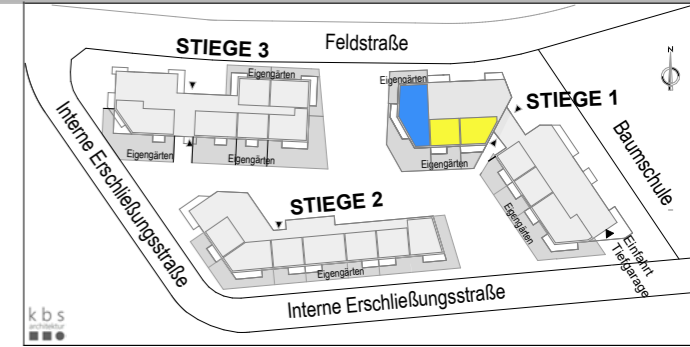 Feldstraße
STIEGE 3
Eigengärten
Eigengärten
N
STIEGE 1
Interne Erschließungsstraße
Baumschule
Eigengärten
Eigengärten
Eigengärten
STIEGE 2
Eigengärten
Einfahrt
Tiefgarage
Eigengärten
Interne Erschließungsstraße
kbs
architektur